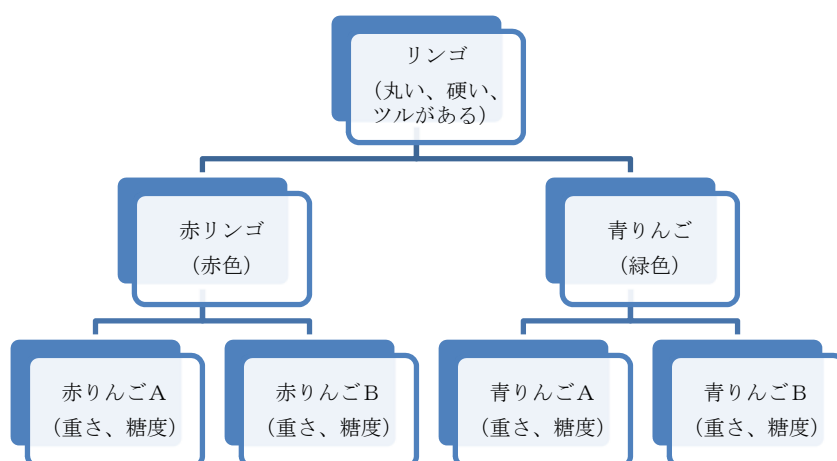 リンゴ
（丸い、硬い、
ツルがある）
赤リンゴ
（赤色）
青りんご
（緑色）
赤りんごＡ
（重さ、糖度）
赤りんごＢ
（重さ、糖度）
青りんごＡ
（重さ、糖度）
青りんごＢ
（重さ、糖度）